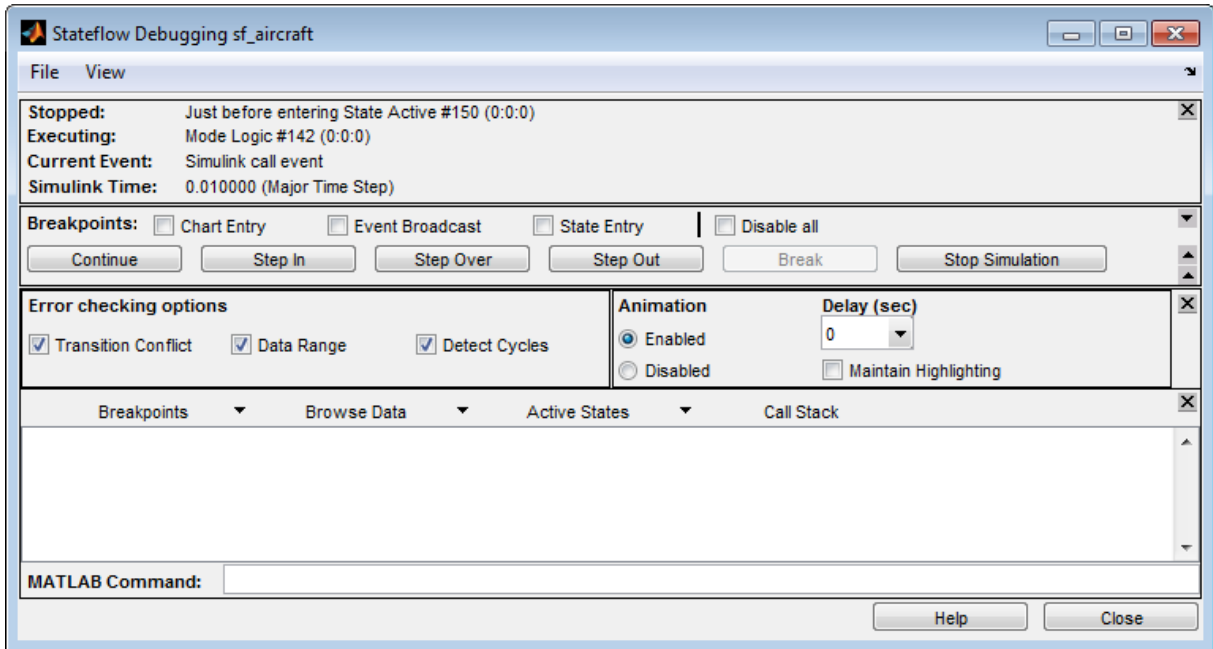 Stateflow Debugging sf_aircraft
File View
Stopped: Just before entering State Active #150 (0:0:0)
Executing: Mode Logic #142 (0:0:0)
Current Event: Simulink call event
Simulink Time: 0.010000 (Major Time Step)
Breakpoints: Chart Entry Event Broadcast State Entry Disable all
Continue Step In Step Over Step Out Break Stop Simulation
Error checking options Animation Delay (sec)
Transition Conflict Data Range Detect Cycles Enabled 0
Disabled Maintain Highlighting
Breakpoints Browse Data Active States Call Stack
MATLAB Command:
Help Close